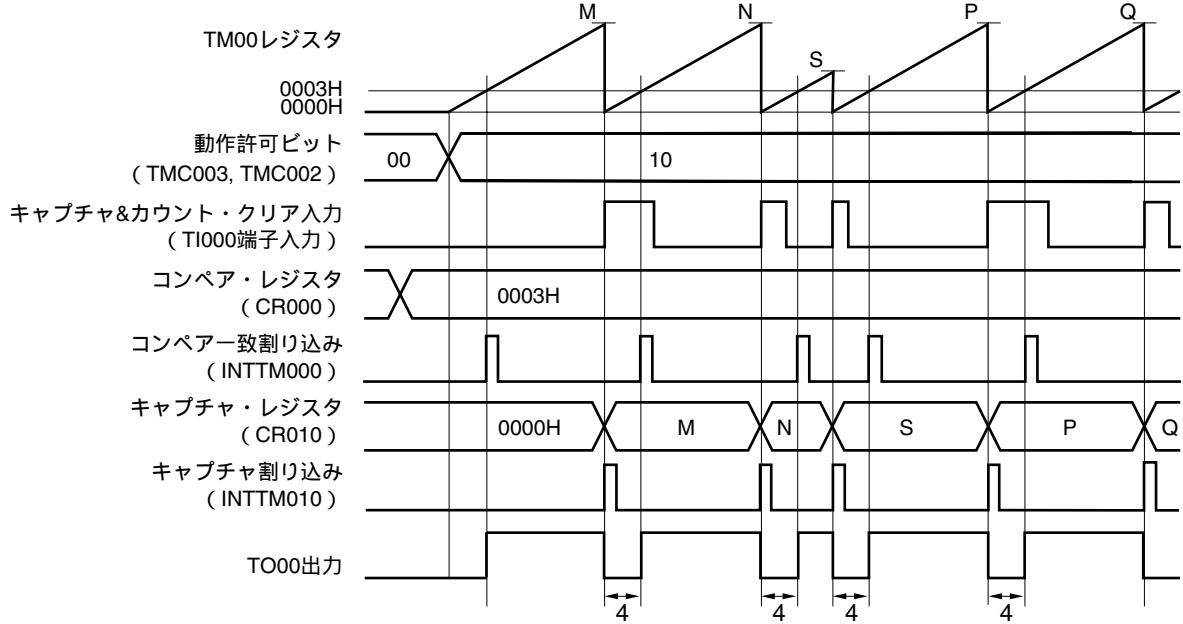 M N S P Q
TM00レジスタ
0003H
0000H
動作許可ビット
（TMC003, TMC002）
00 10
キャプチャ&カウント・クリア入力
（TI000端子入力）
コンペア・レジスタ
（CR000）
0003H
コンペア一致割り込み
（INTTM000）
キャプチャ・レジスタ
（CR010）
0000H M N S P Q
キャプチャ割り込み
（INTTM010）
TO00出力
4 4 4 4